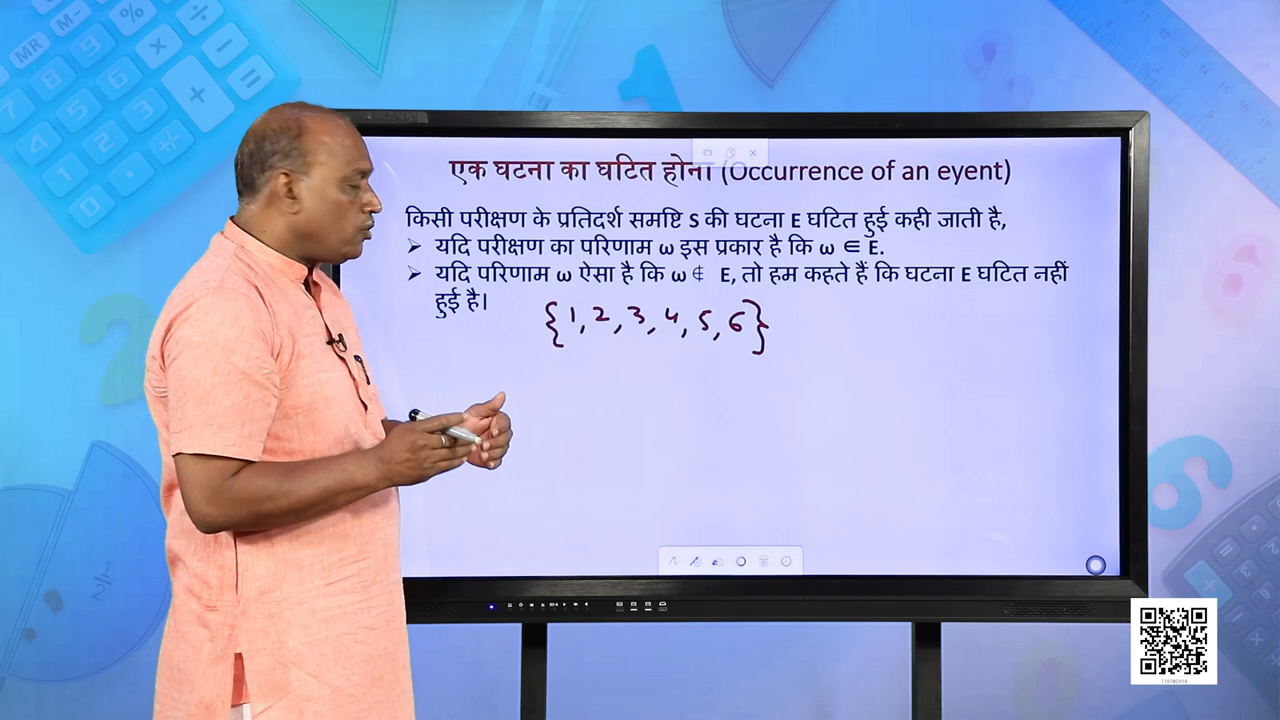 एक घटना का घटित होना (Occurrence of an eyent)
किसी परीक्षण के प्रतिदर्श समष्टि S की घटना E घटित हुई कही जाती है,
➢ यदि परीक्षण का परिणाम ω इस प्रकार है कि ω ∈ E.
➢ यदि परिणाम ω ऐसा है कि ω ∉ E, तो हम कहते हैं कि घटना E घटित नहीं
हुई है।
{1,2,3,4,5,6}